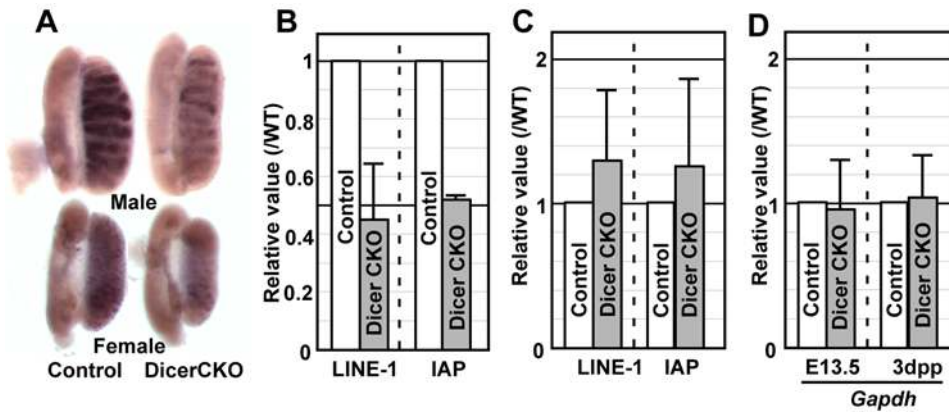 A
Male
Female
Control DicerCKO
B
Relative value (/WT)
1
0.8
0.6
0.4
0.2
0
Control
Dicer CKO
Control
Dicer CKO
LINE-1 IAP
C
Relative value (/WT)
2
1
0
Control
Dicer CKO
Control
Dicer CKO
LINE-1 IAP
D
Relative value (/WT)
2
1
0
Control
Dicer CKO
Control
Dicer CKO
E13.5 3dpp
Gapdh